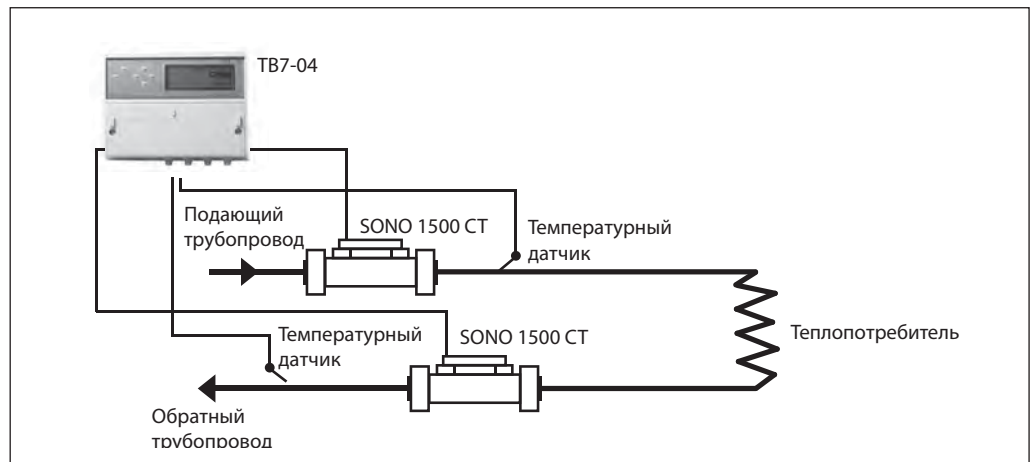 ТВ7-04
Подающий
трубопровод
SONO 1500 CT
Температурный
датчик
Температурный
датчик
SONO 1500 CT
Теплопотребитель
Обратный
трубопровод